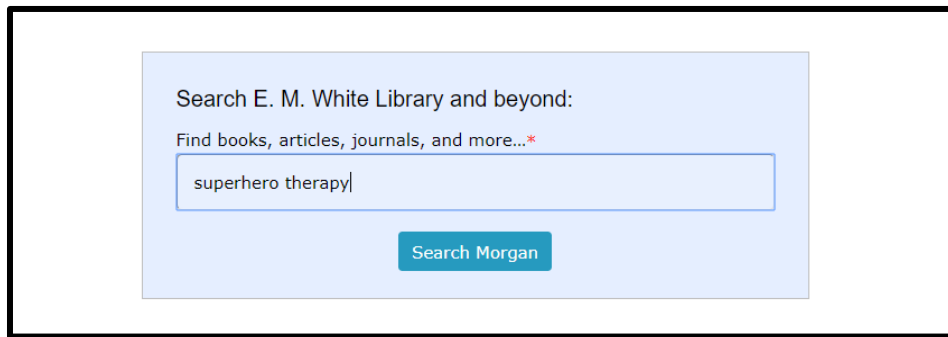 Search E. M. White Library and beyond:
Find books, articles, journals, and more...*
superhero therapy
Search Morgan